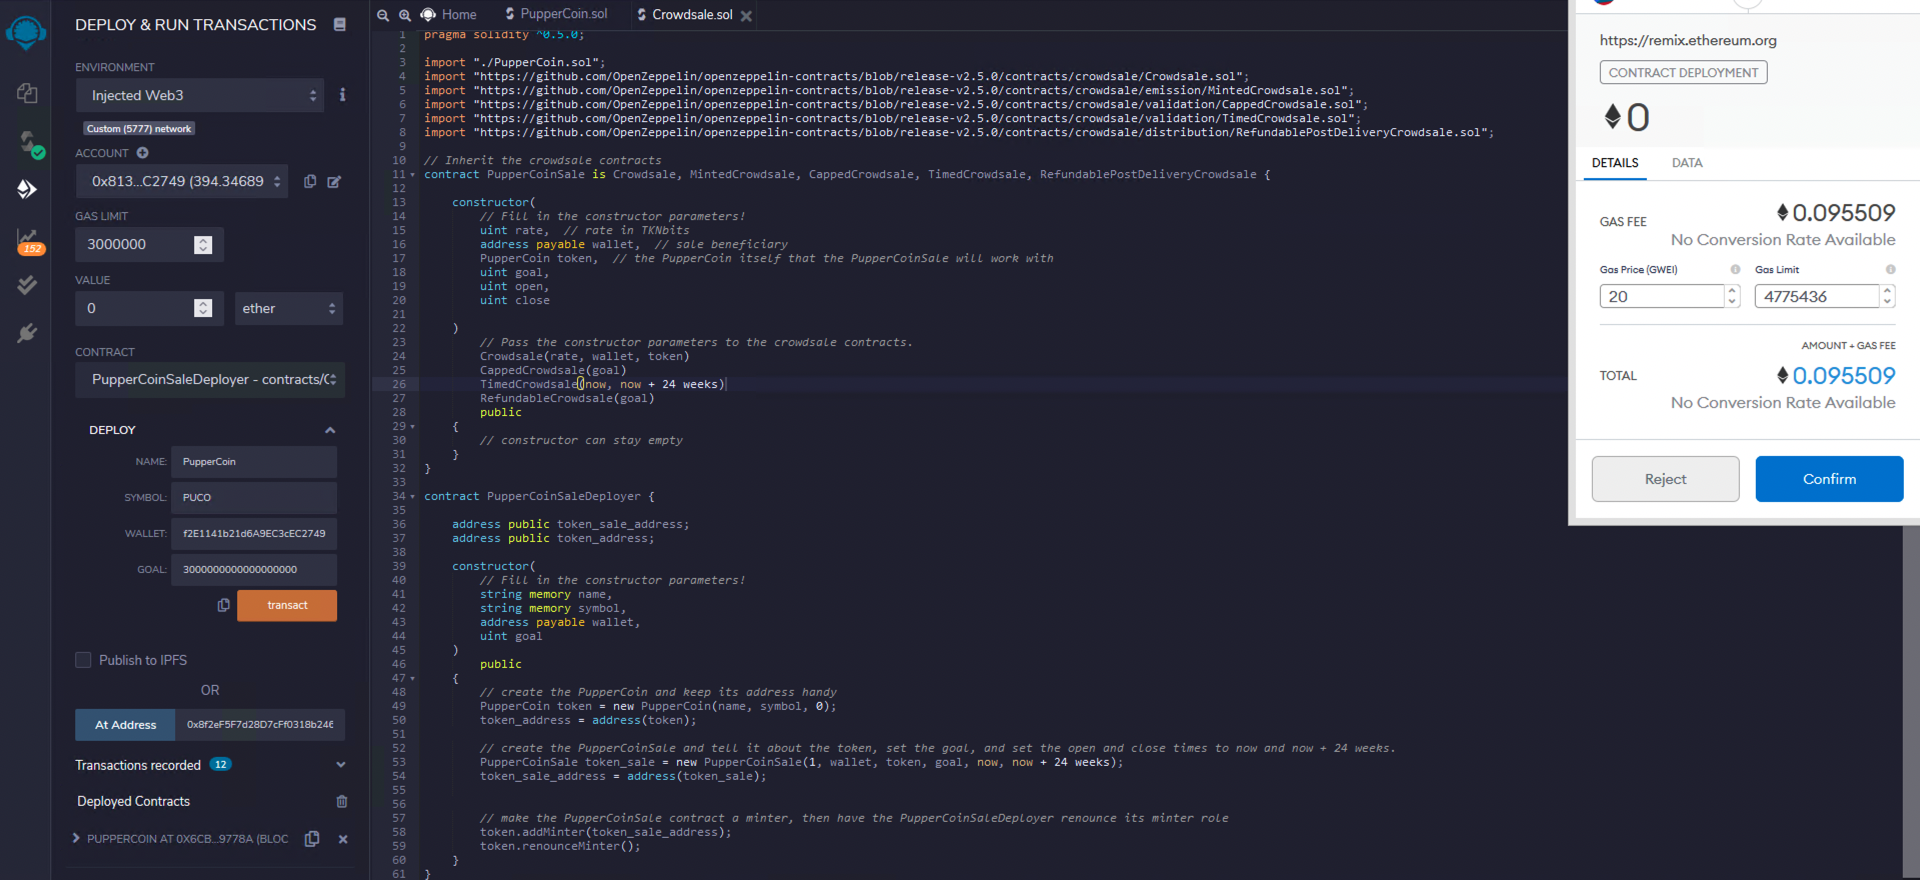 DEPLOY & RUN TRANSACTIONS
ENVIRONMENT
Injected Web3
i
Custom (5777) network
ACCOUNT
0x813...C2749 (394.34689
GAS LIMIT
3000000
152
VALUE
0
ether
CONTRACT
PupperCoinSaleDeployer - contracts/C
DEPLOY
NAME: PupperCoin
SYMBOL: PUCO
WALLET: f2E1141b21d6A9EC3cEC2749
GOAL: 3000000000000000000
transact
Publish to IPFS
OR
At Address 0x8f2eF5F7d28D7cFf0318b246
Transactions recorded 12
Deployed Contracts
PUPPERCOIN AT 0X6CB...9778A (BLOC
Home PupperCoin.sol Crowdsale.sol
1 pragma solidity ^0.5.0;
2
3 import "./PupperCoin.sol";
4 import "https://github.com/OpenZeppelin/openzeppelin-contracts/blob/release-v2.5.0/contracts/crowdsale/Crowdsale.sol";
5 import "https://github.com/OpenZeppelin/openzeppelin-contracts/blob/release-v2.5.0/contracts/crowdsale/emission/MintedCrowdsale.sol";
6 import "https://github.com/OpenZeppelin/openzeppelin-contracts/blob/release-v2.5.0/contracts/crowdsale/validation/CappedCrowdsale.sol";
7 import "https://github.com/OpenZeppelin/openzeppelin-contracts/blob/release-v2.5.0/contracts/crowdsale/validation/TimedCrowdsale.sol";
8 import "https://github.com/OpenZeppelin/openzeppelin-contracts/blob/release-v2.5.0/contracts/crowdsale/distribution/RefundablePostDeliveryCrowdsale.sol";
9
10 // Inherit the crowdsale contracts
11 contract PupperCoinSale is Crowdsale, MintedCrowdsale, CappedCrowdsale, TimedCrowdsale, RefundablePostDeliveryCrowdsale {
12
13 constructor(
14 // Fill in the constructor parameters!
15 uint rate, // rate in TKNbits
16 address payable wallet, // sale beneficiary
17 PupperCoin token, // the PupperCoin itself that the PupperCoinSale will work with
18 uint goal,
19 uint open,
20 uint close
21
22 )
23 // Pass the constructor parameters to the crowdsale contracts.
24 Crowdsale(rate, wallet, token)
25 CappedCrowdsale(goal)
26 TimedCrowdsale(now, now + 24 weeks)
27 RefundableCrowdsale(goal)
28 public
29 {
30 // constructor can stay empty
31 }
32 }
33
34 contract PupperCoinSaleDeployer {
35
36 address public token_sale_address;
37 address public token_address;
38
39 constructor(
40 // Fill in the constructor parameters!
41 string memory name,
42 string memory symbol,
43 address payable wallet,
44 uint goal
45 )
46 public
47 {
48 // create the PupperCoin and keep its address handy
49 PupperCoin token = new PupperCoin(name, symbol, 0);
50 token_address = address(token);
51
52 // create the PupperCoinSale and tell it about the token, set the goal, and set the open and close times to now and now + 24 weeks.
53 PupperCoinSale token_sale = new PupperCoinSale(1, wallet, token, goal, now, now + 24 weeks);
54 token_sale_address = address(token_sale);
55
56
57 // make the PupperCoinSale contract a minter, then have the PupperCoinSaleDeployer renounce its minter role
58 token.addMinter(token_sale_address);
59 token.renounceMinter();
60 }
61 }
https://remix.ethereum.org
CONTRACT DEPLOYMENT
0
DETAILS DATA
GAS FEE 0.095509
No Conversion Rate Available
Gas Price (GWEI) Gas Limit
20 4775436
AMOUNT + GAS FEE
TOTAL 0.095509
No Conversion Rate Available
Reject Confirm